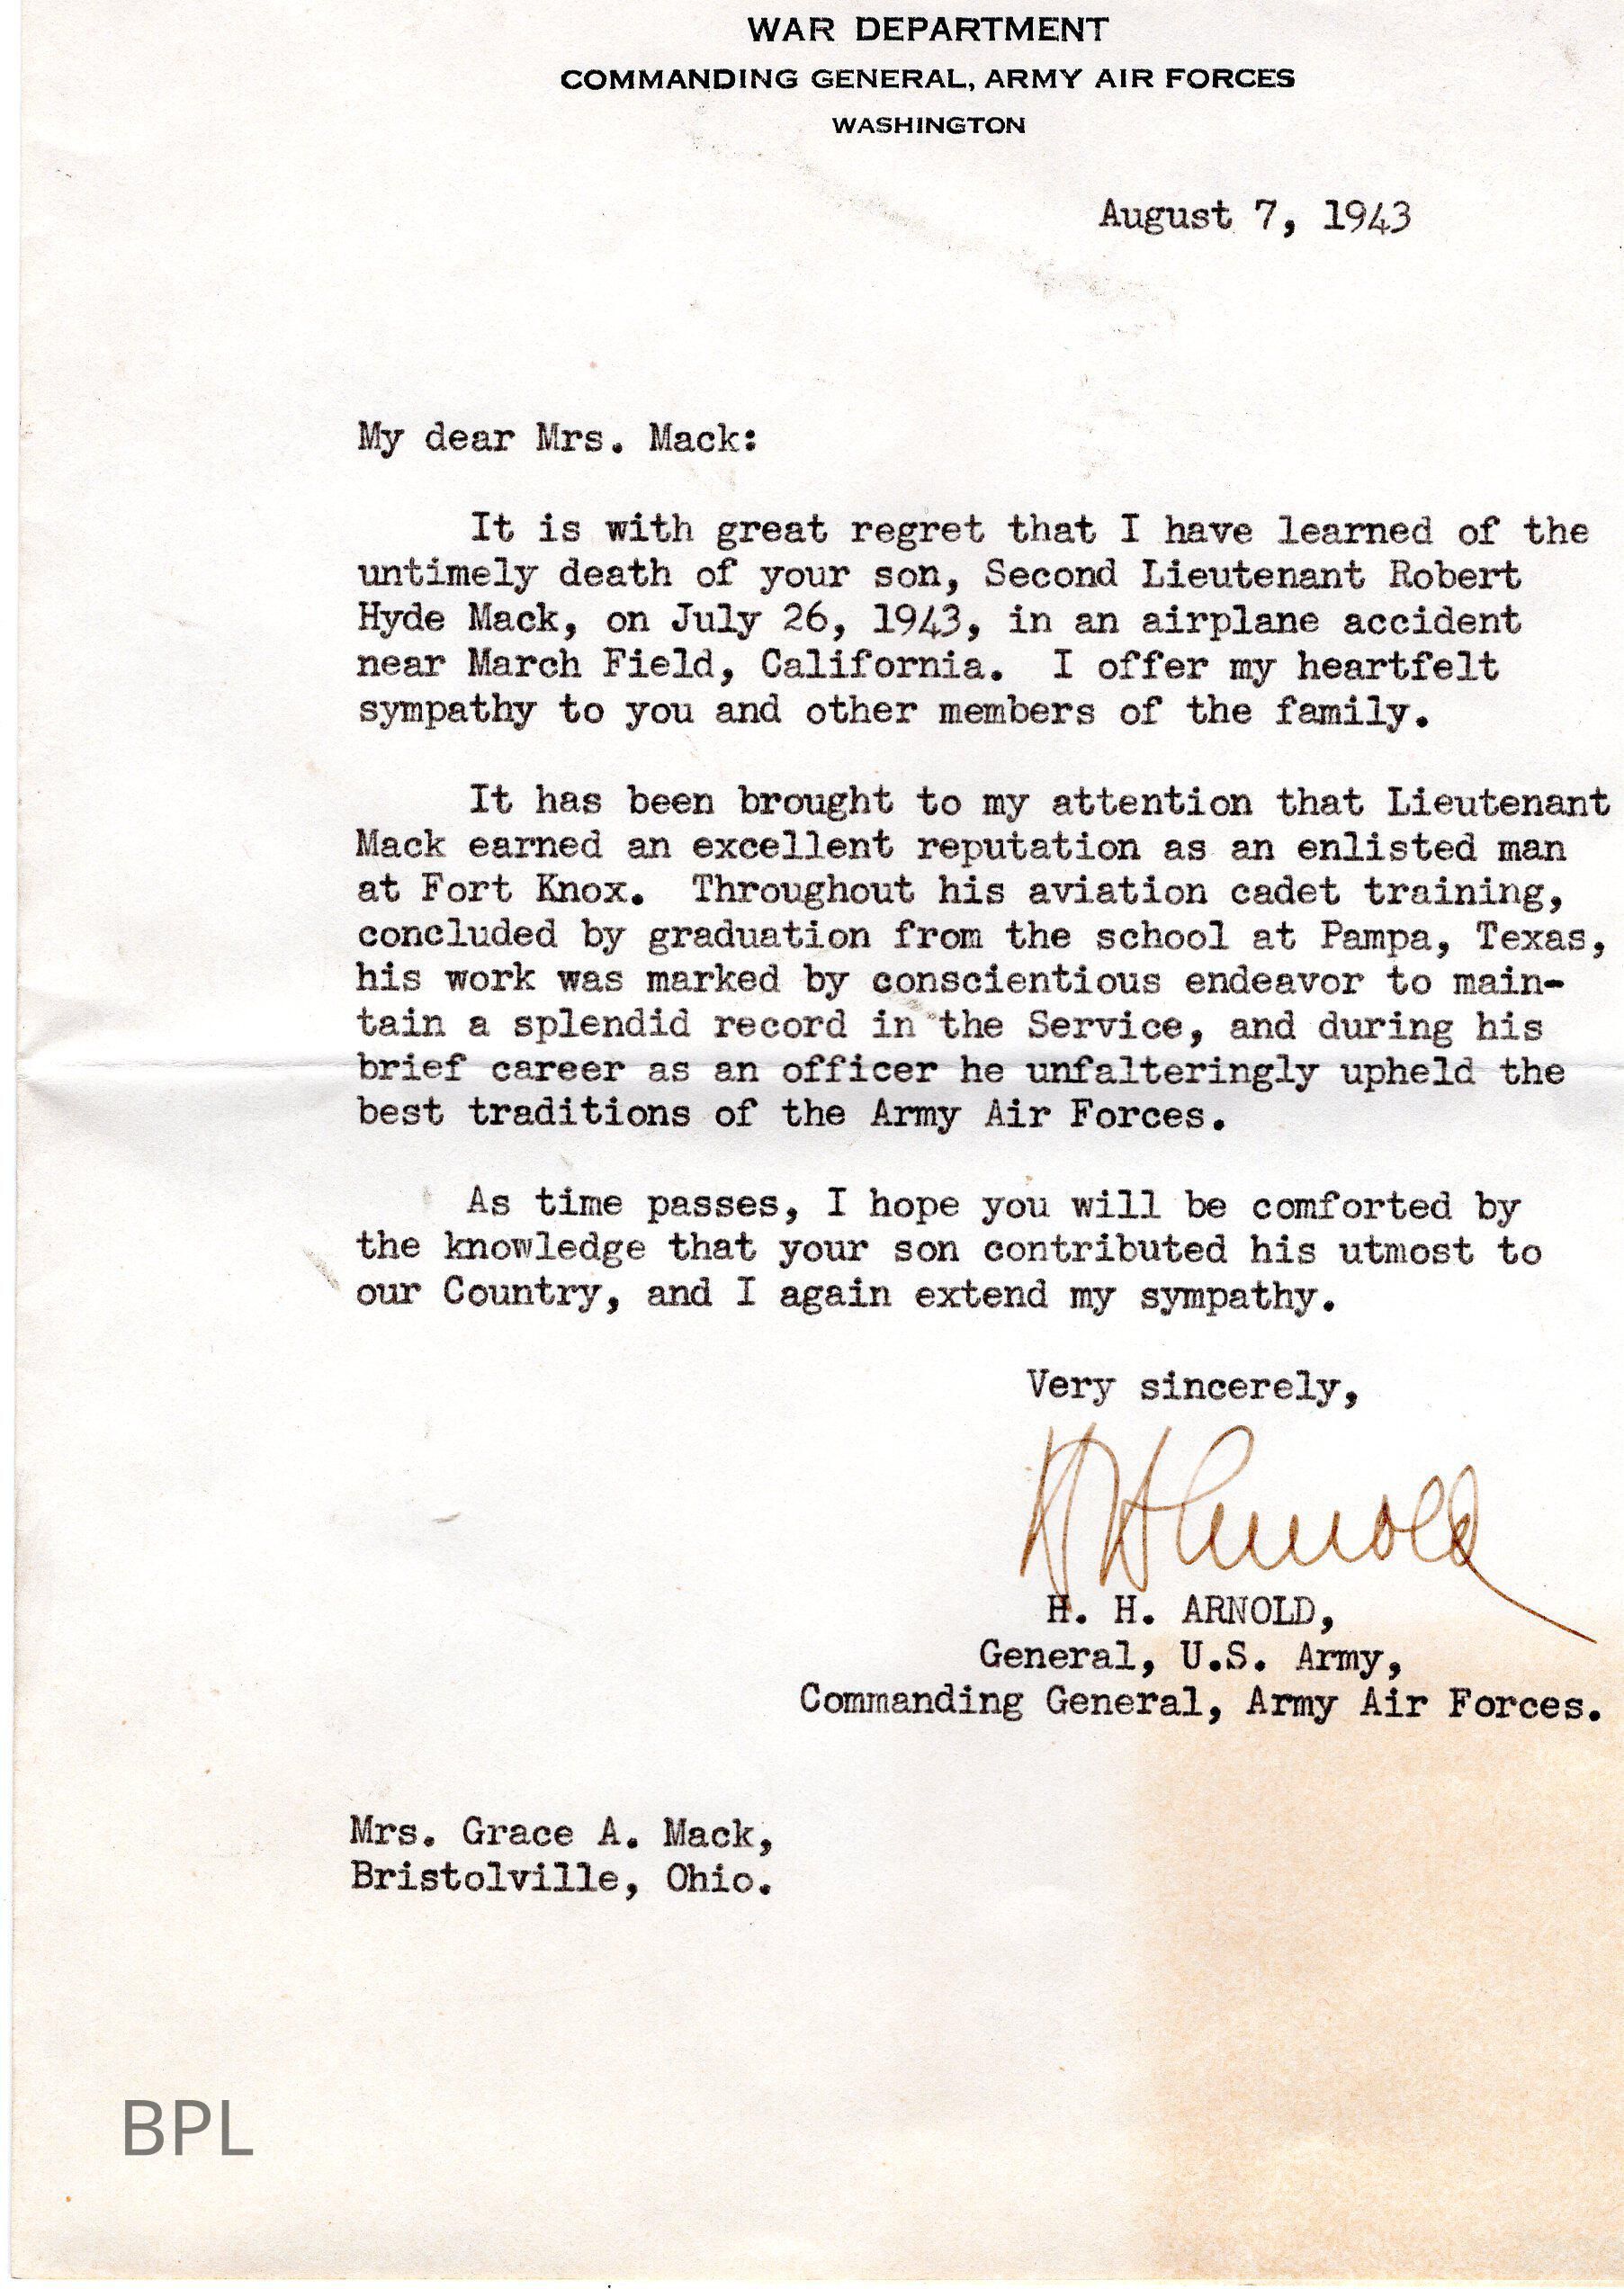 WAR DEPARTMENT
COMMANDING GENERAL, ARMY AIR FORCES
WASHINGTON
August 7, 1943
My dear Mrs. Mack:
It is with great regret that I have learned of the
untimely death of your son, Second Lieutenant Robert
Hyde Mack, on July 26, 1943, in an airplane accident
near March Field, California. I offer my heartfelt
sympathy to you and other members of the family.
It has been brought to my attention that Lieutenant
Mack earned an excellent reputation as an enlisted man
at Fort Knox. Throughout his aviation cadet training,
concluded by graduation from the school at Pampa, Texas,
his work was marked by conscientious endeavor to main-
tain a splendid record in the Service, and during his
brief career as an officer he unfalteringly upheld the
best traditions of the Army Air Forces.
As time passes, I hope you will be comforted by
the knowledge that your son contributed his utmost to
our Country, and I again extend my sympathy.
Very sincerely,
H H Arnold
H. H. ARNOLD,
General, U.S. Army,
Commanding General, Army Air Forces.
Mrs. Grace A. Mack,
Bristolville, Ohio.
BPL